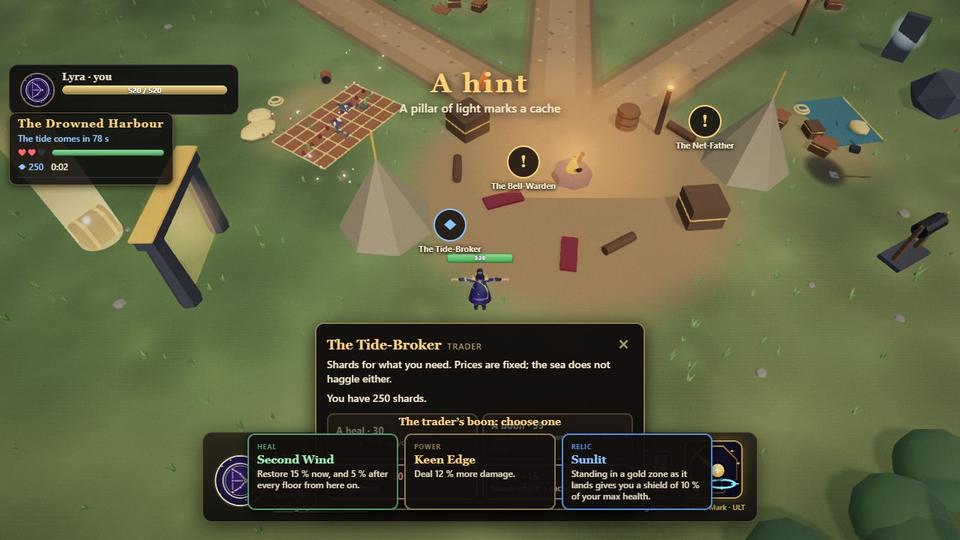 Lyra · you
520 / 520
The Drowned Harbour
The tide comes in 78 s
250 0:02
A hint
A pillar of light marks a cache
!
The Net-Father
!
The Bell-Warden
The Tide-Broker
520
The Tide-Broker TRADER ×
Shards for what you need. Prices are fixed; the sea does not
haggle either.
You have 250 shards.
The trader's boon: choose one
A heal · 30
HEAL
Second Wind
Restore 15 % now, and 5 % after
every floor from here on.
POWER
Keen Edge
Deal 12 % more damage.
RELIC
Sunlit
Standing in a gold zone as it
lands gives you a shield of 10 %
of your max health.
Mark · ULT